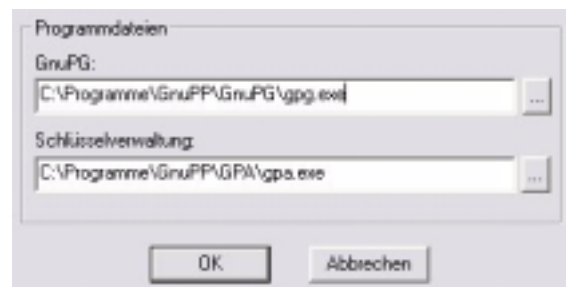 Programmdateien
GnuPG:
C:\Programme\GnuPP\GnuPG\gpg.exe
...
Schlüsselverwaltung:
C:\Programme\GnuPP\GPA\gpa.exe
...
OK
Abbrechen